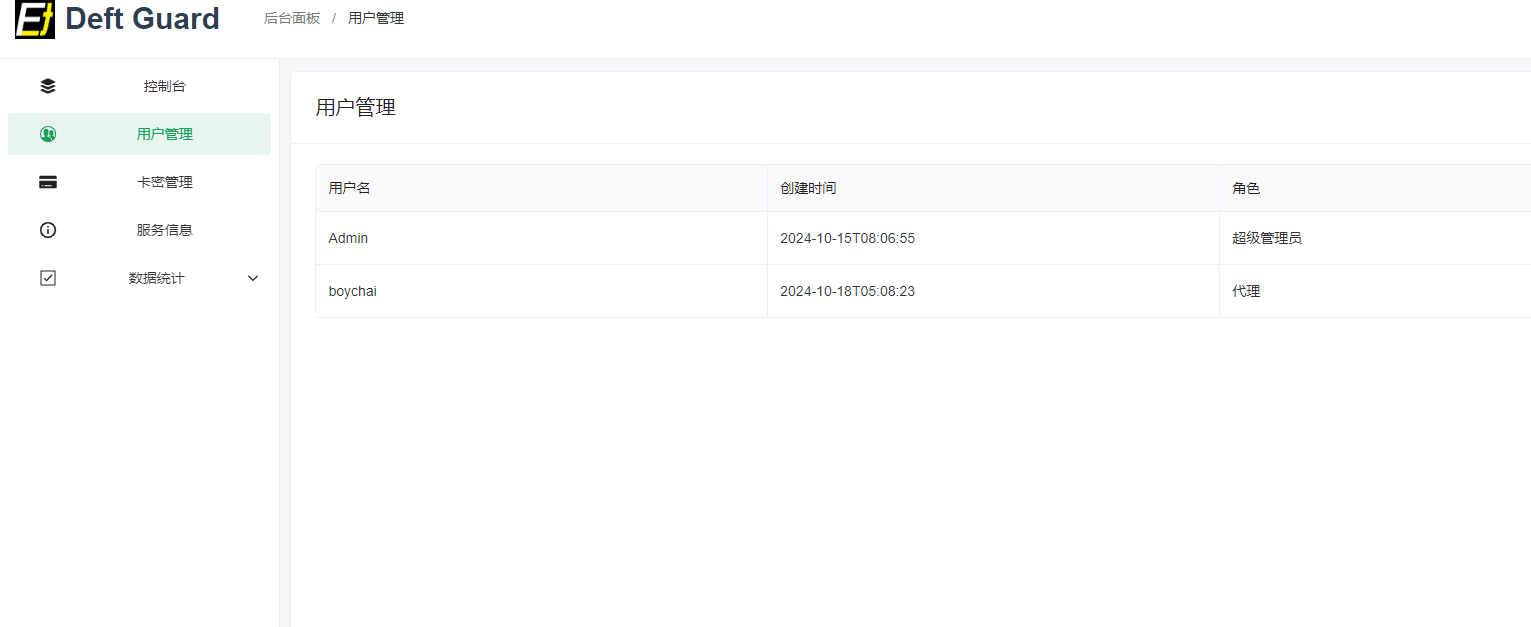 Et Deft Guard 后台面板 / 用户管理
控制台
用户管理
卡密管理
服务信息
数据统计
用户管理
用户名 创建时间 角色
Admin 2024-10-15T08:06:55 超级管理员
boychai 2024-10-18T05:08:23 代理